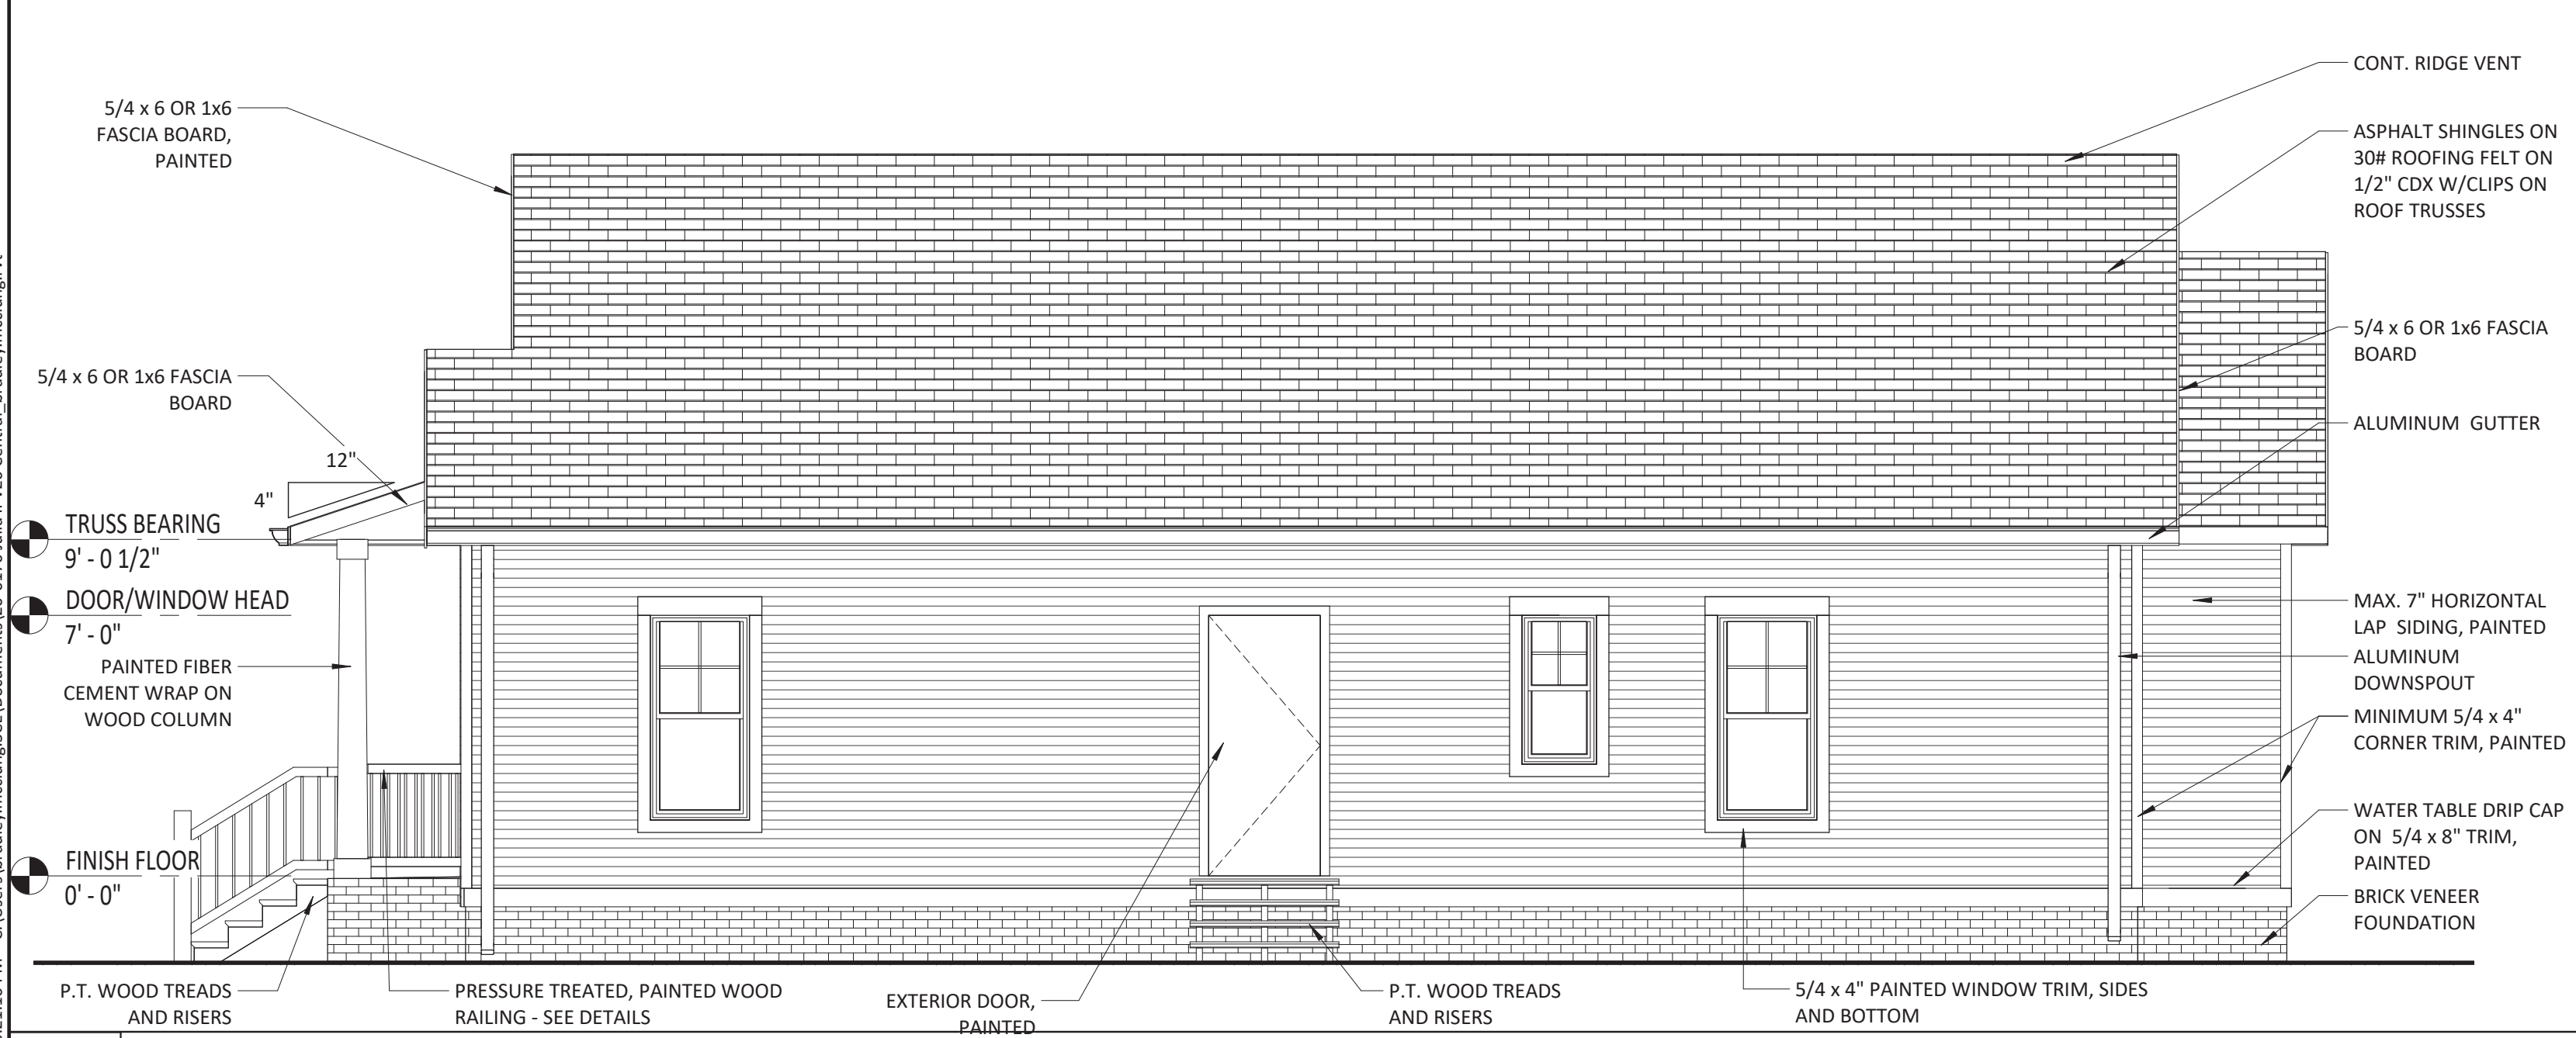 5/4 x 6 OR 1x6
FASCIA BOARD,
PAINTED
5/4 x 6 OR 1x6 FASCIA
BOARD
12"
4"
TRUSS BEARING
9' - 0 1/2"
DOOR/WINDOW HEAD
7' - 0"
PAINTED FIBER
CEMENT WRAP ON
WOOD COLUMN
FINISH FLOOR
0' - 0"
P.T. WOOD TREADS
AND RISERS
PRESSURE TREATED, PAINTED WOOD
RAILING - SEE DETAILS
EXTERIOR DOOR,
PAINTED
P.T. WOOD TREADS
AND RISERS
5/4 x 4" PAINTED WINDOW TRIM, SIDES
AND BOTTOM
CONT. RIDGE VENT
ASPHALT SHINGLES ON
30# ROOFING FELT ON
1/2" CDX W/CLIPS ON
ROOF TRUSSES
5/4 x 6 OR 1x6 FASCIA
BOARD
ALUMINUM GUTTER
MAX. 7" HORIZONTAL
LAP SIDING, PAINTED
ALUMINUM
DOWNSPOUT
MINIMUM 5/4 x 4"
CORNER TRIM, PAINTED
WATER TABLE DRIP CAP
ON 5/4 x 8" TRIM,
PAINTED
BRICK VENEER
FOUNDATION